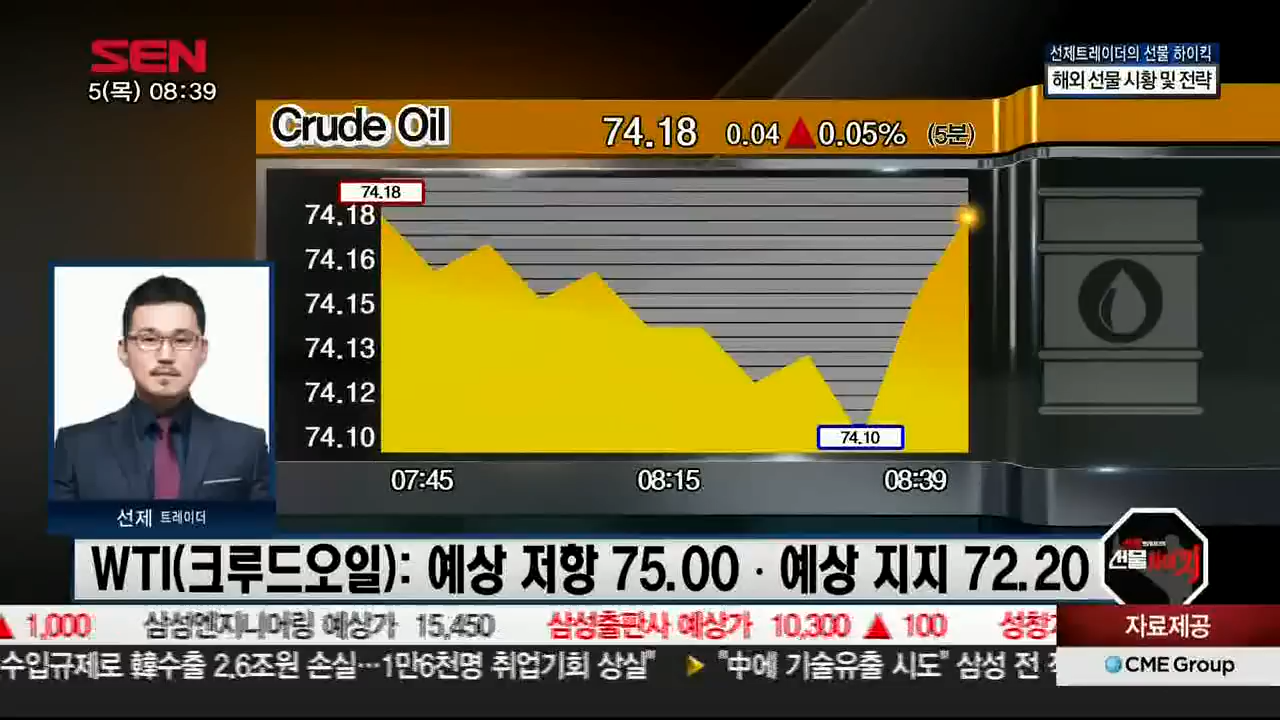 SEN
5(목) 08:39
선제트레이더의 선물 하이킥
해외 선물 시황 및 전략
Crude Oil 74.18 0.04 ▲ 0.05% (5분)
74.18
74.18
74.16
74.15
74.13
74.12
74.10
74.10
07:45 08:15 08:39
선제 트레이더
WTI(크루드오일): 예상 저항 75.00 · 예상 지지 72.20
선물하이킥
▲ 1,000 삼성엔지니어링 예상가 15,450 삼성출판사 예상가 10,300 ▲ 100 성창
자료제공
수입규제로 韓수출 2.6조원 손실…1만6천명 취업기회 상실" ▶ "中에 기술유출 시도" 삼성 전
CME Group